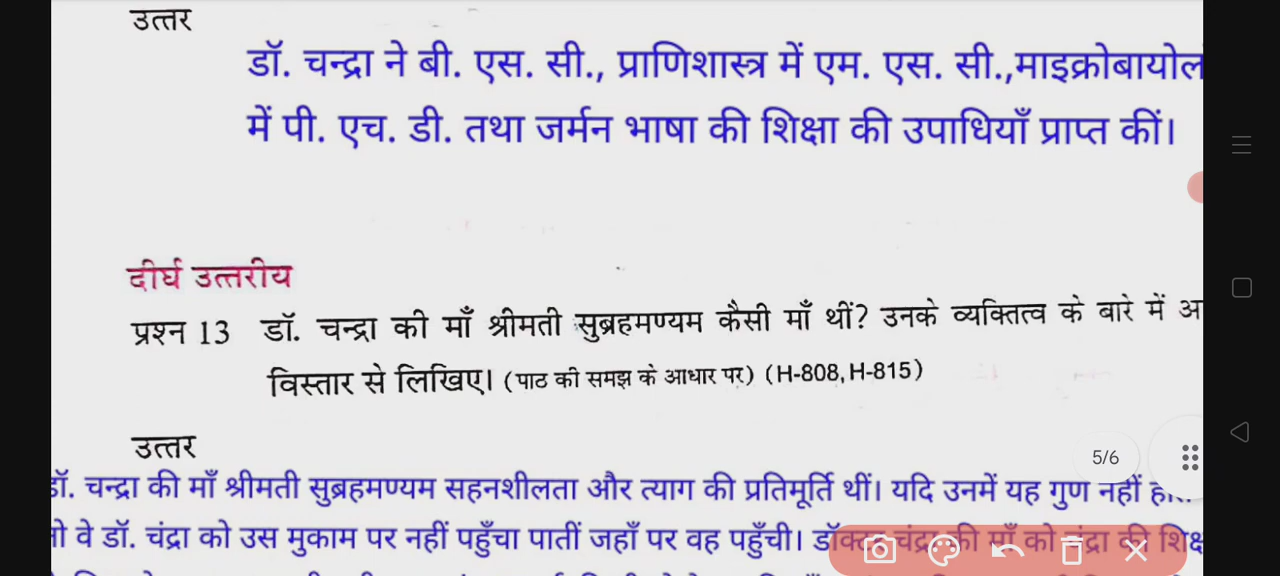 उत्तर
डॉ. चन्द्रा ने बी. एस. सी., प्राणिशास्त्र में एम. एस. सी.,माइक्रोबायोल
में पी. एच. डी. तथा जर्मन भाषा की शिक्षा की उपाधियाँ प्राप्त कीं।
दीर्घ उत्तरीय
प्रश्न 13 डॉ. चन्द्रा की माँ श्रीमती सुब्रहमण्यम कैसी माँ थीं? उनके व्यक्तित्व के बारे में अ
विस्तार से लिखिए। (पाठ की समझ के आधार पर) (H-808, H-815)
उत्तर
5/6
डॉ. चन्द्रा की माँ श्रीमती सुब्रहमण्यम सहनशीलता और त्याग की प्रतिमूर्ति थीं। यदि उनमें यह गुण नहीं
वे डॉ. चंद्रा को उस मुकाम पर नहीं पहुँचा पातीं जहाँ पर वह पहुँची। डॉक्टर चंद्रा की माँ को चंद्रा की शिक्ष